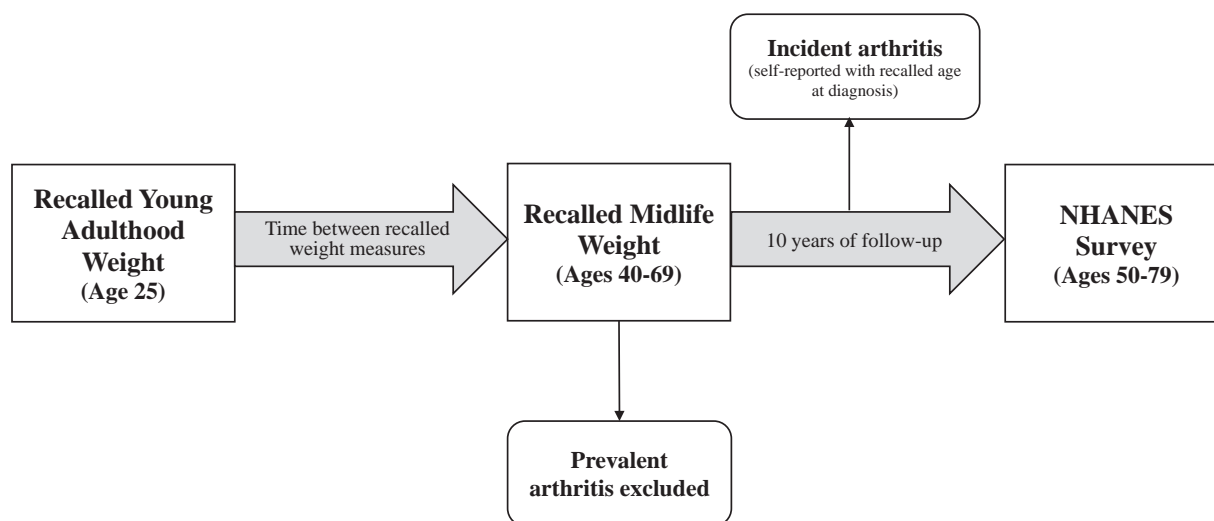 Incident arthritis
(self-reported with recalled age
at diagnosis)
Recalled Young
Adulthood
Weight
(Age 25)
Time between recalled
weight measures
Recalled Midlife
Weight
(Ages 40-69)
10 years of follow-up
NHANES
Survey
(Ages 50-79)
Prevalent
arthritis excluded